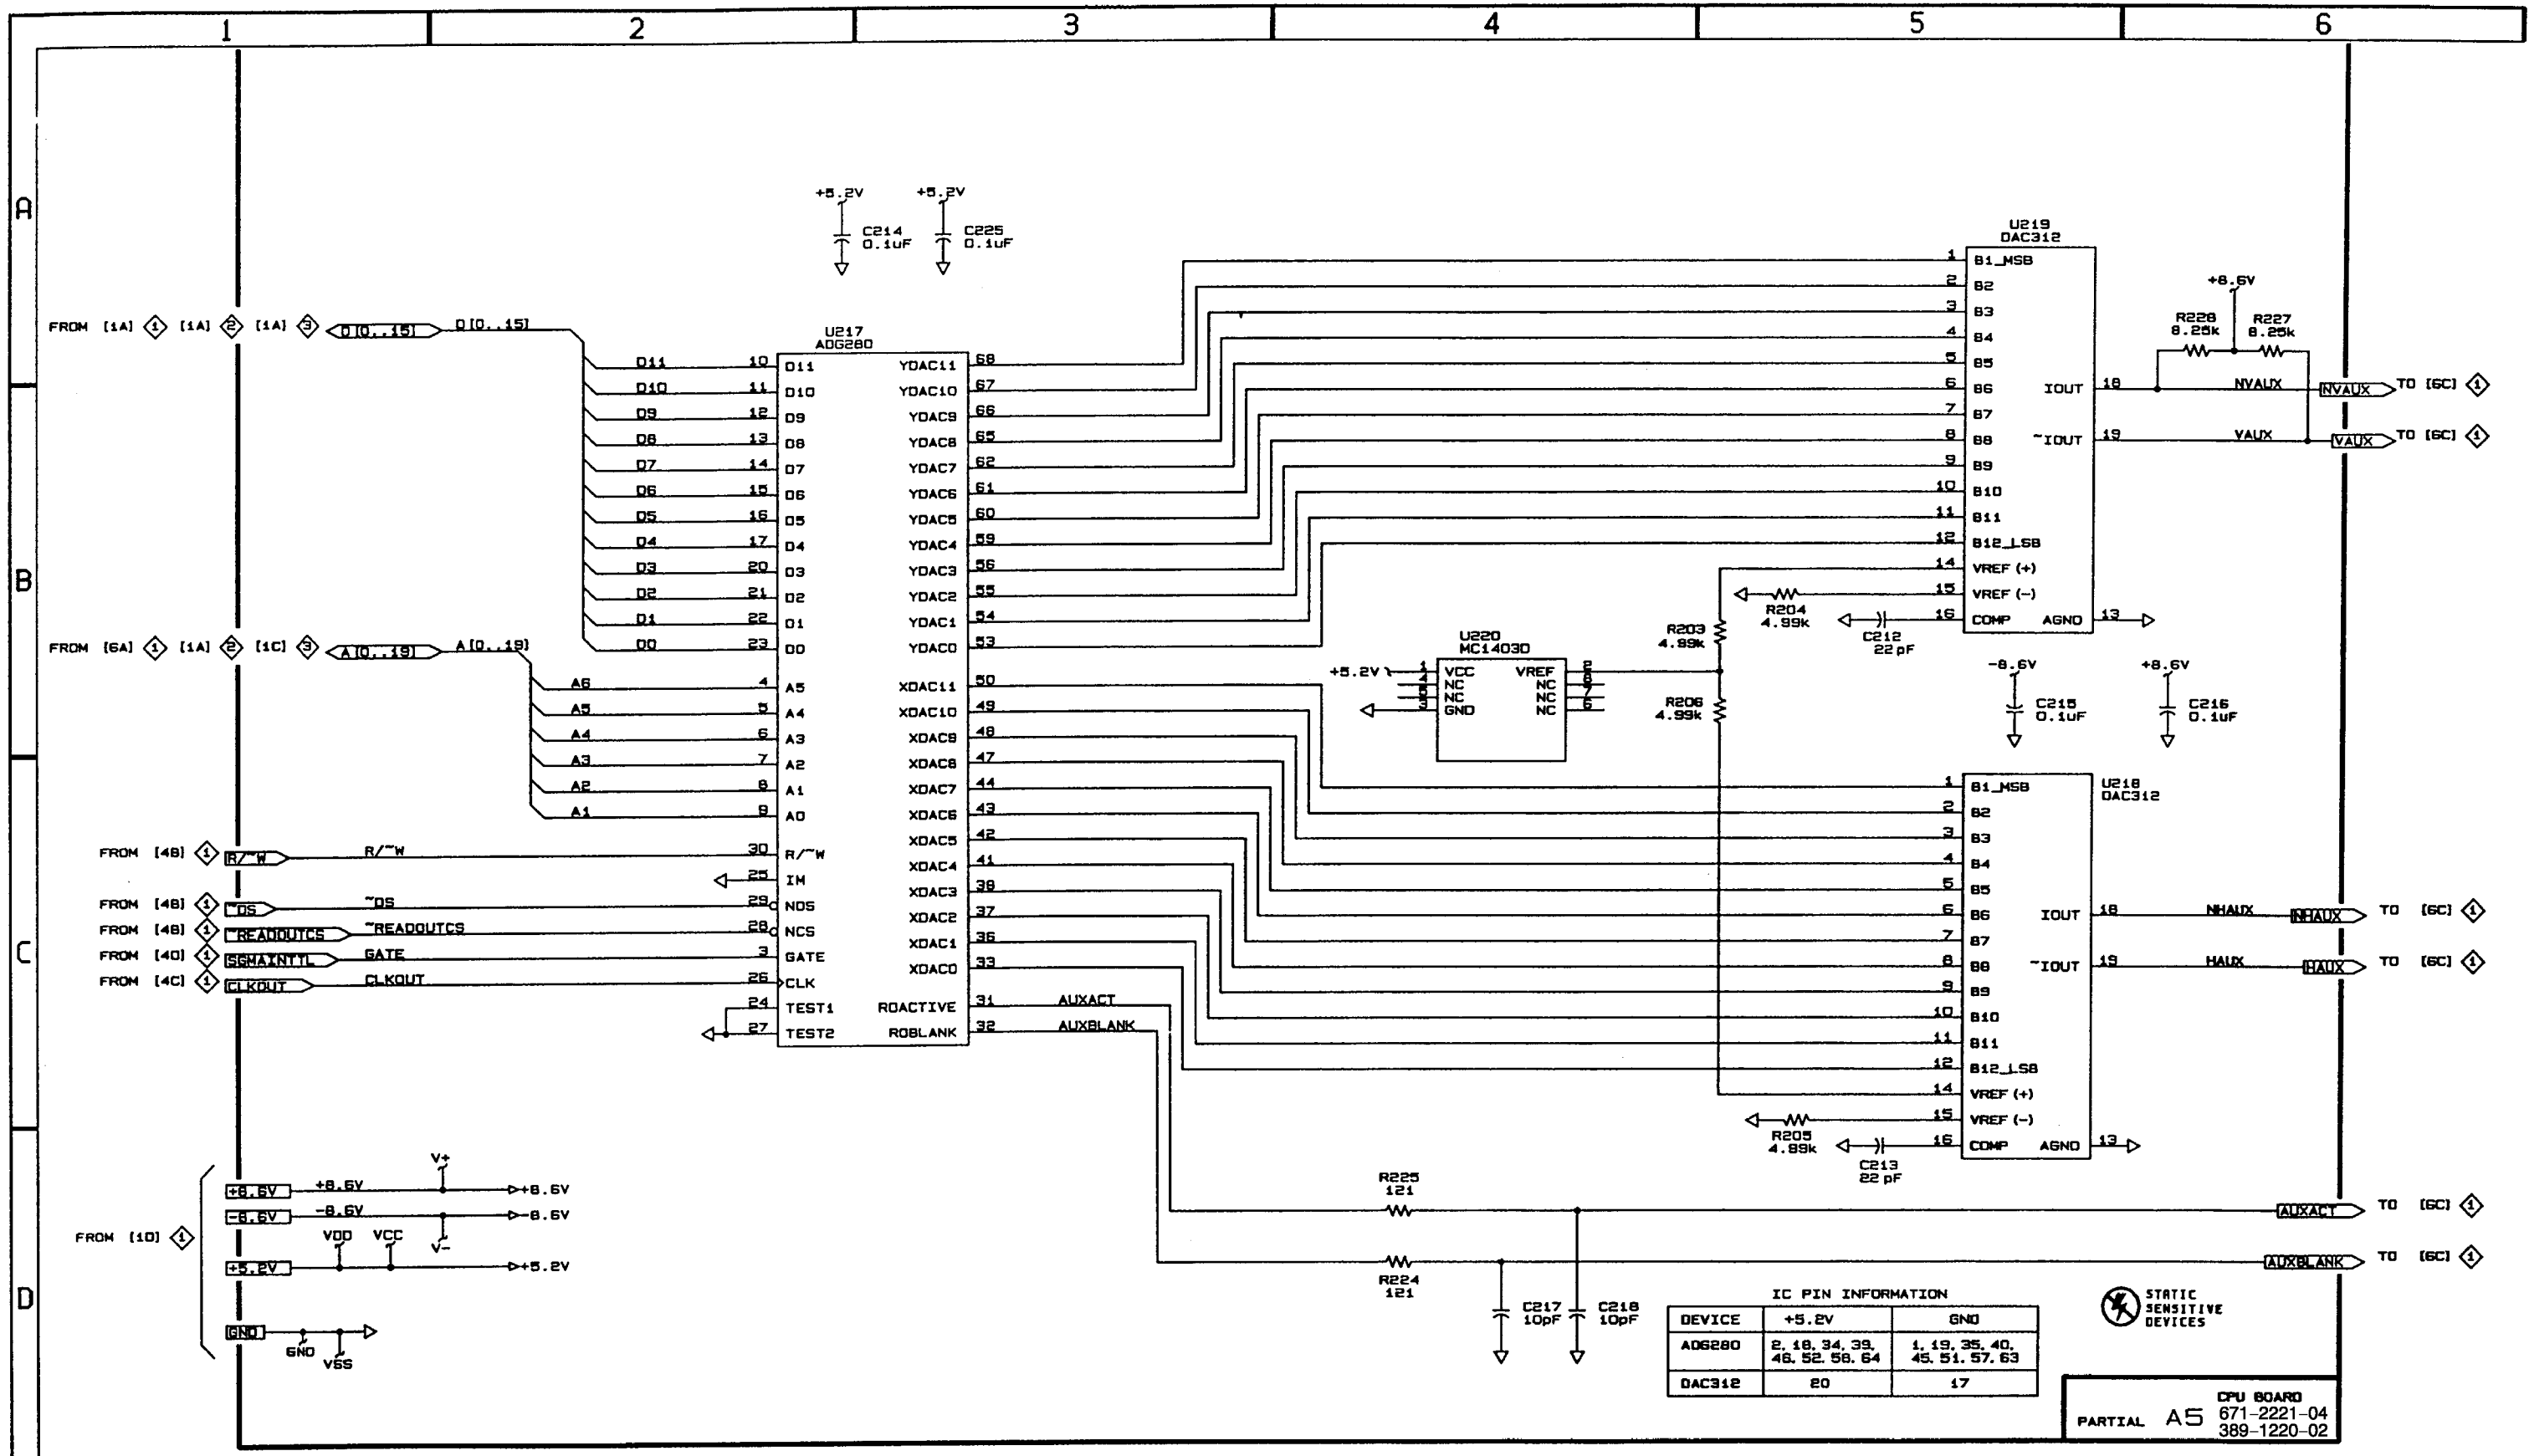 1 2 3 4 5 6
A
B
C
D
+5.2V
C214
0.1uF
+5.2V
C225
0.1uF
FROM [1A] 1 [1A] 2 [1A] 3
D[0..15]
D[0..15]
FROM [6A] 1 [1A] 2 [1C] 3
A[0..19]
A[0..19]
D11 10
D10 11
D9 12
D8 13
D7 14
D6 15
D5 16
D4 17
D3 20
D2 21
D1 22
D0 23
A6 4
A5 5
A4 6
A3 7
A2 8
A1 9
FROM [4B] 1 R/~W R/~W 30
25
FROM [4B] 1 ~DS ~DS 29
FROM [4B] 1 ~READOUTCS ~READOUTCS 28
FROM [4D] 1 SGMAINTTL GATE 3
FROM [4C] 1 CLKOUT CLKOUT 26
24
27
U217
ADG280
D11 YDAC11 68
D10 YDAC10 67
D9 YDAC9 66
D8 YDAC8 65
D7 YDAC7 62
D6 YDAC6 61
D5 YDAC5 60
D4 YDAC4 59
D3 YDAC3 56
D2 YDAC2 55
D1 YDAC1 54
D0 YDAC0 53
A5 XDAC11 50
A4 XDAC10 49
A3 XDAC9 48
A2 XDAC8 47
A1 XDAC7 44
A0 XDAC6 43
XDAC5 42
R/~W XDAC4 41
IM XDAC3 38
NDS XDAC2 37
NCS XDAC1 36
GATE XDAC0 33
CLK
TEST1 ROACTIVE 31 AUXACT
TEST2 ROBLANK 32 AUXBLANK
U219
DAC312
1 B1_MSB
2 B2
3 B3
4 B4
5 B5
6 B6 IOUT 18
7 B7
8 B8 ~IOUT 19
9 B9
10 B10
11 B11
12 B12_LSB
14 VREF(+)
15 VREF(-)
16 COMP AGND 13
+8.6V
R228
8.25k
R227
8.25k
NVAUX NVAUX TO [6C] 1
VAUX VAUX TO [6C] 1
R204
4.99k
C212
22pF
R203
4.99k
R206
4.99k
U220
MC1403D
+5.2V 1 VCC VREF 2
NC NC
NC NC 7
3 GND NC 6
-8.6V
C215
0.1uF
+8.6V
C216
0.1uF
U218
DAC312
1 B1_MSB
2 B2
3 B3
4 B4
5 B5
6 B6 IOUT 18
7 B7
8 B8 ~IOUT 19
9 B9
10 B10
11 B11
12 B12_LSB
14 VREF(+)
15 VREF(-)
16 COMP AGND 13
NHAUX NHAUX TO [6C] 1
HAUX HAUX TO [6C] 1
R205
4.99k
C213
22pF
R225
121
AUXACT TO [6C] 1
R224
121
AUXBLANK TO [6C] 1
C217
10pF
C218
10pF
FROM [1D] 1
V+
+8.6V +8.6V +8.6V
-8.6V -8.6V -8.6V
V-
VDD VCC
+5.2V +5.2V
GND
GND
VSS
IC PIN INFORMATION
DEVICE +5.2V GND
ADG280 2, 18, 34, 39, 1, 19, 35, 40,
46, 52, 58, 64 45, 51, 57, 63
DAC312 20 17
STATIC
SENSITIVE
DEVICES
CPU BOARD
PARTIAL A5 671-2221-04
389-1220-02